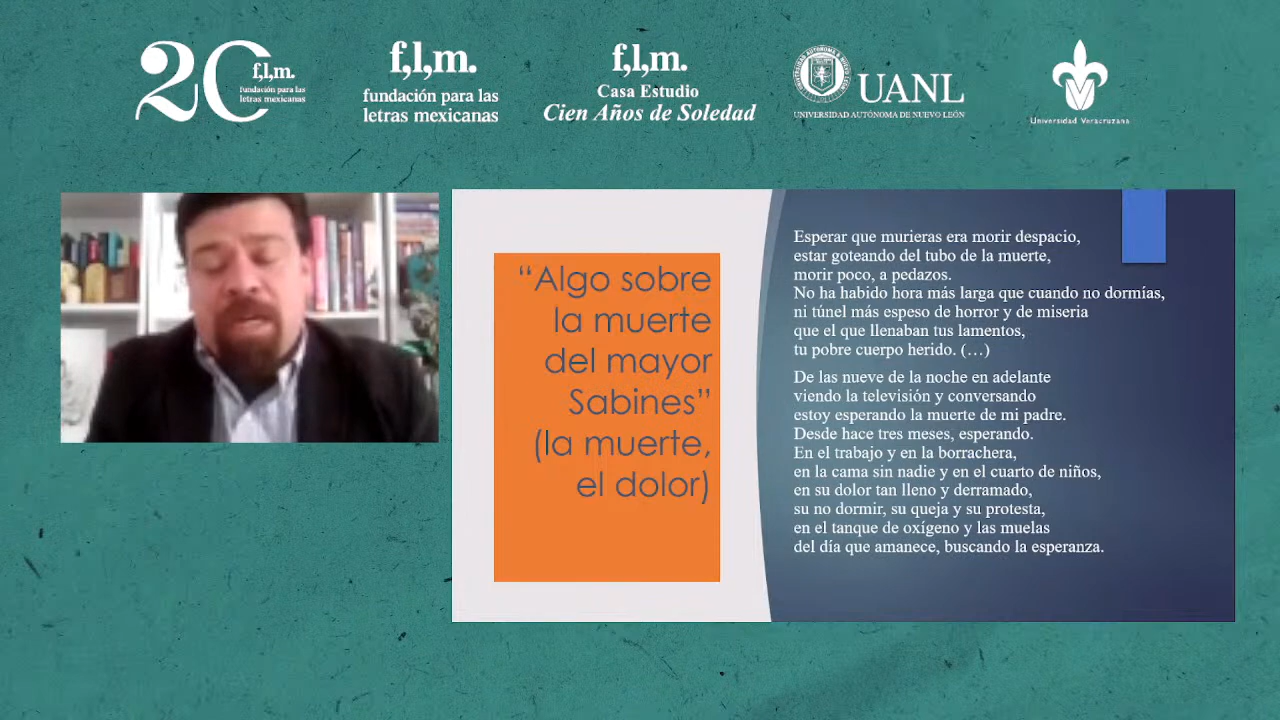 20 f,l,m.
fundación para las
letras mexicanas
f,l,m.
fundación para las
letras mexicanas
f,l,m.
Casa Estudio
Cien Años de Soledad
UANL
UNIVERSIDAD AUTÓNOMA DE NUEVO LEÓN
Universidad Veracruzana
“Algo sobre
la muerte
del mayor
Sabines”
(la muerte,
el dolor)
Esperar que murieras era morir despacio,
estar goteando del tubo de la muerte,
morir poco, a pedazos.
No ha habido hora más larga que cuando no dormías,
ni túnel más espeso de horror y de miseria
que el que llenaban tus lamentos,
tu pobre cuerpo herido. (…)
De las nueve de la noche en adelante
viendo la televisión y conversando
estoy esperando la muerte de mi padre.
Desde hace tres meses, esperando.
En el trabajo y en la borrachera,
en la cama sin nadie y en el cuarto de niños,
en su dolor tan lleno y derramado,
su no dormir, su queja y su protesta,
en el tanque de oxígeno y las muelas
del día que amanece, buscando la esperanza.